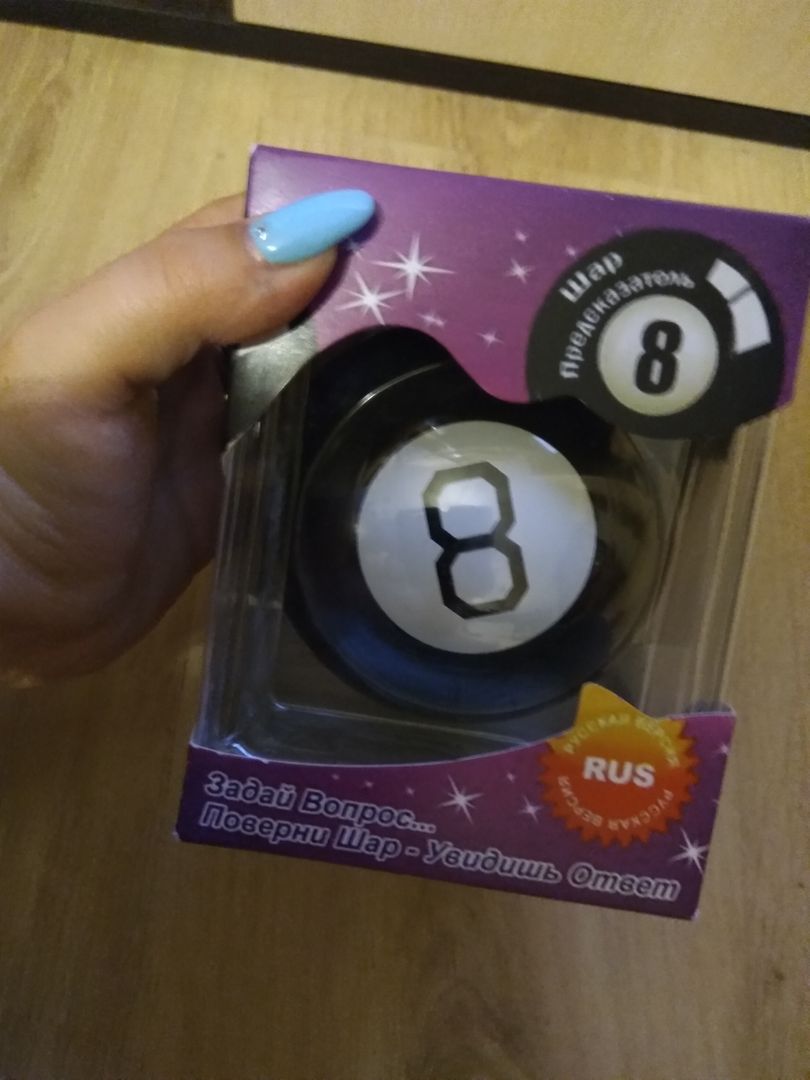 Шар
Предсказатель
8
8
РУССКАЯ ВЕРСИЯ
RUS
РУССКАЯ ВЕРСИЯ
Задай Вопрос...
Поверни Шар - Увидишь Ответ